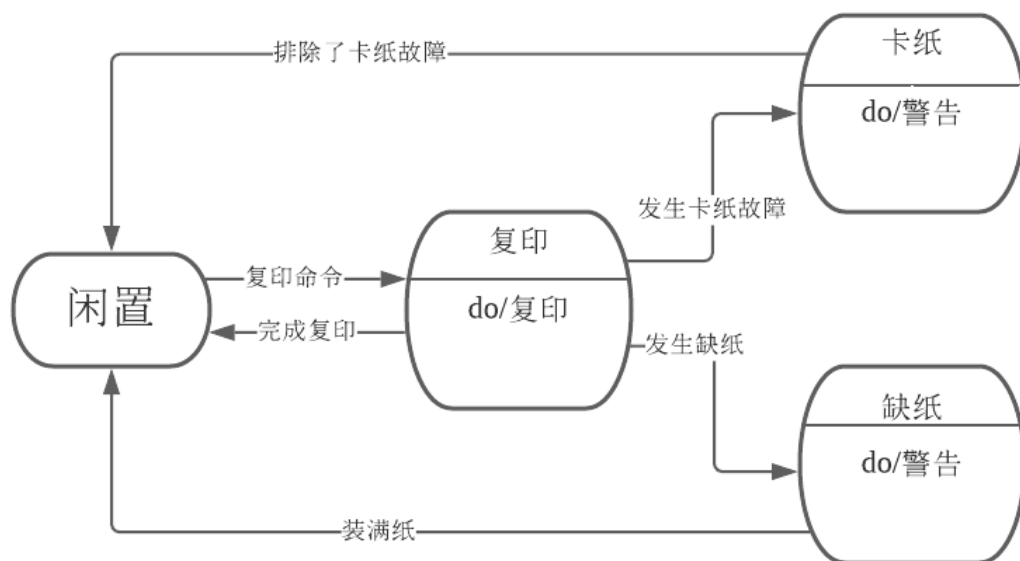 卡纸
排除了卡纸故障
do/警告
发生卡纸故障
复印
闲置
复印命令
do/复印
完成复印
发生缺纸
缺纸
do/警告
装满纸